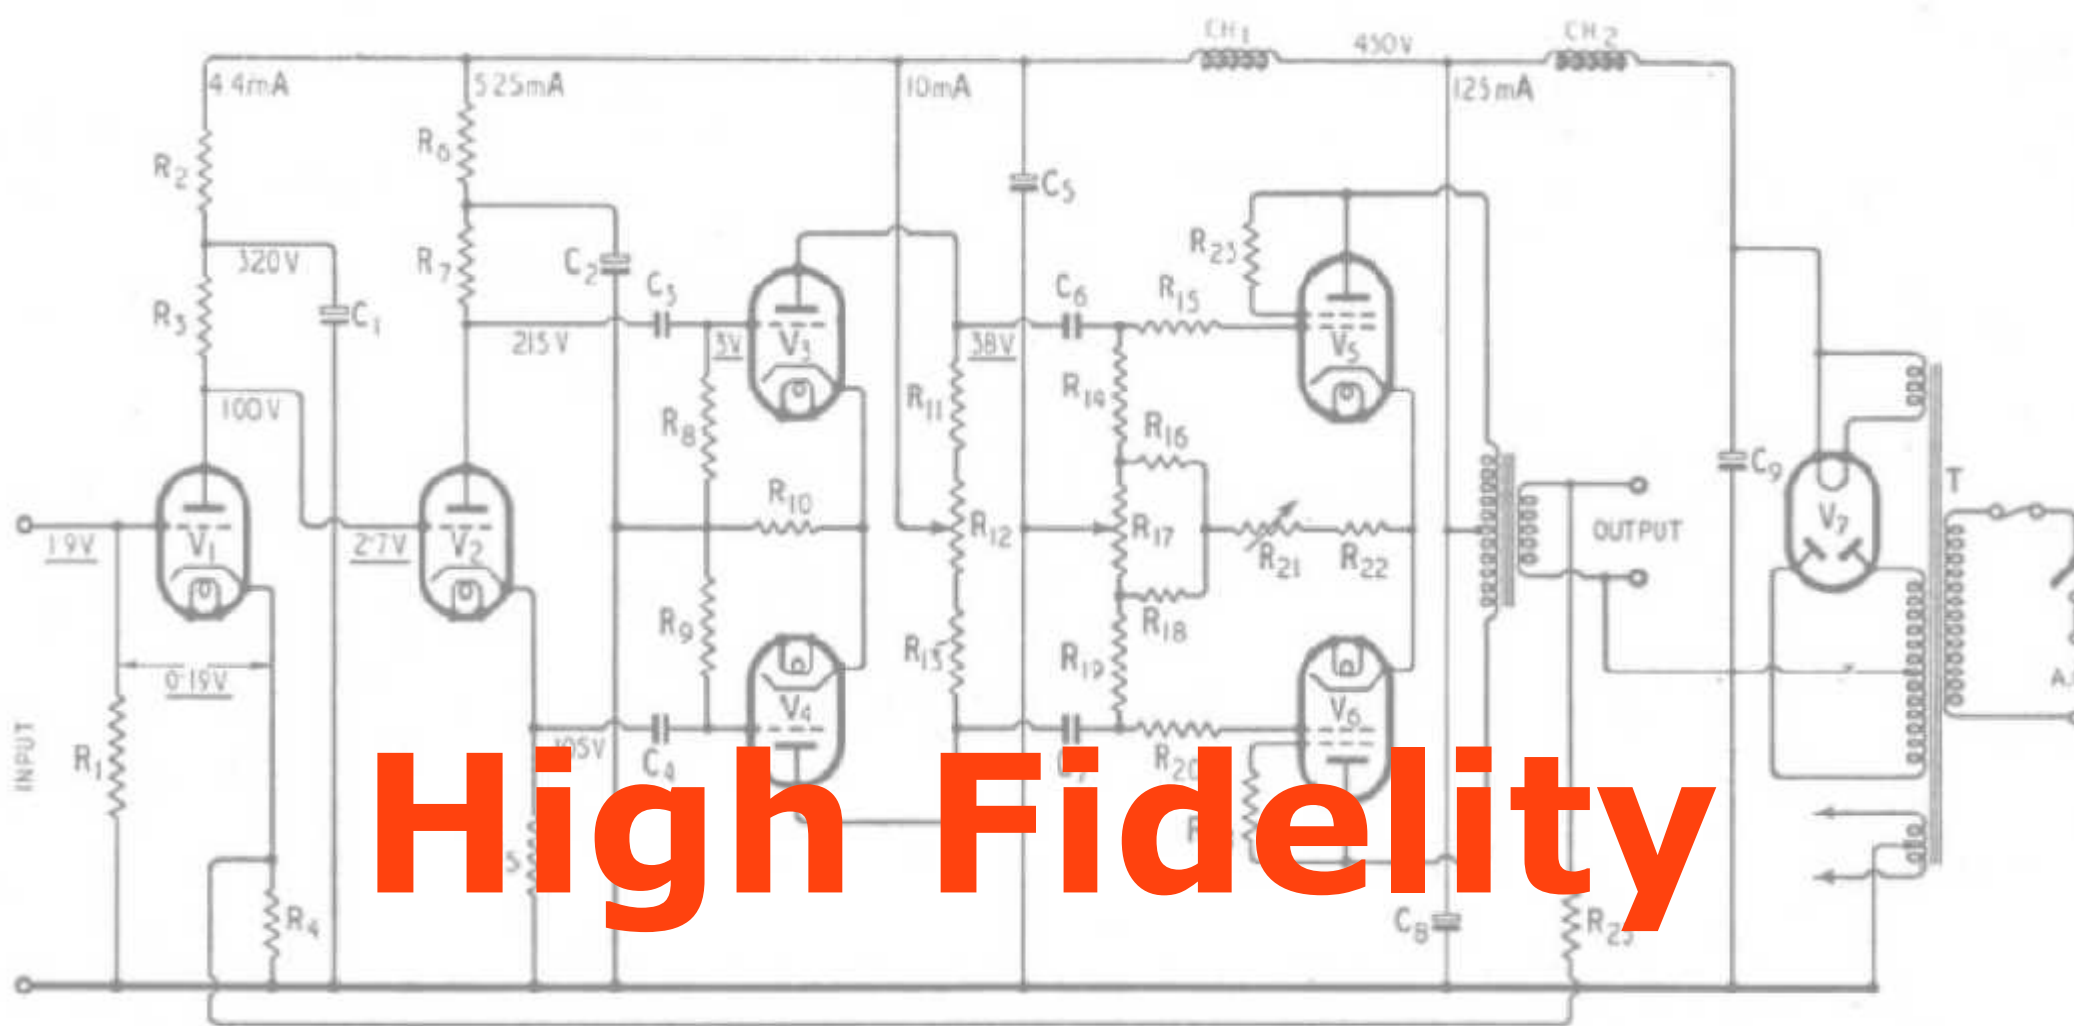 CH1 450V CH2
4.4mA 5.25mA 10mA 125mA
R2 R6 C5
320V R7 C2 R23
R3 C1 C3 C6 R15
215V 3V V3 38V V5
100V R8 R11 R14 R16
R10 C9 T
1.9V V1 2.7V V2 R12 R17 R21 R22 OUTPUT V7
R9 R13 R19 R18
0.19V V4 V6
INPUT R1 105V C4 R20
High Fidelity
R4 C8 R25